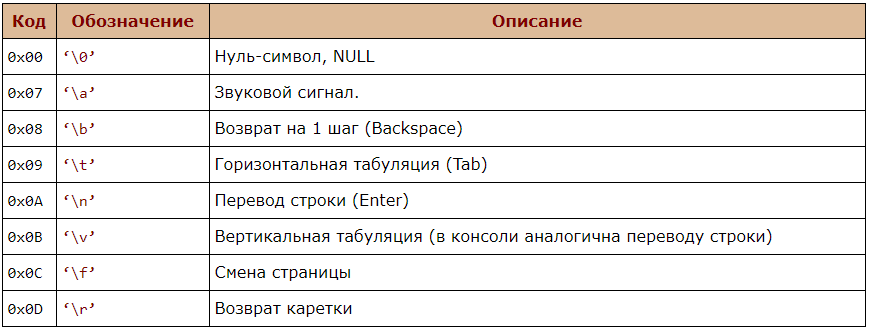 Код Обозначение Описание
0x00 ‘\0’ Нуль-символ, NULL
0x07 ‘\a’ Звуковой сигнал.
0x08 ‘\b’ Возврат на 1 шаг (Backspace)
0x09 ‘\t’ Горизонтальная табуляция (Tab)
0x0A ‘\n’ Перевод строки (Enter)
0x0B ‘\v’ Вертикальная табуляция (в консоли аналогична переводу строки)
0x0C ‘\f’ Смена страницы
0x0D ‘\r’ Возврат каретки